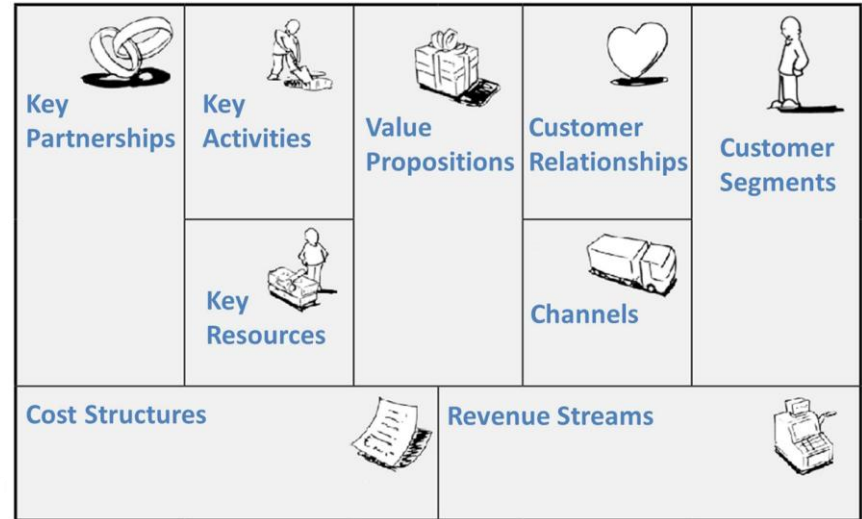 Key
Partnerships
Key
Activities
Key
Resources
Value
Propositions
Customer
Relationships
Channels
Customer
Segments
Cost Structures
Revenue Streams